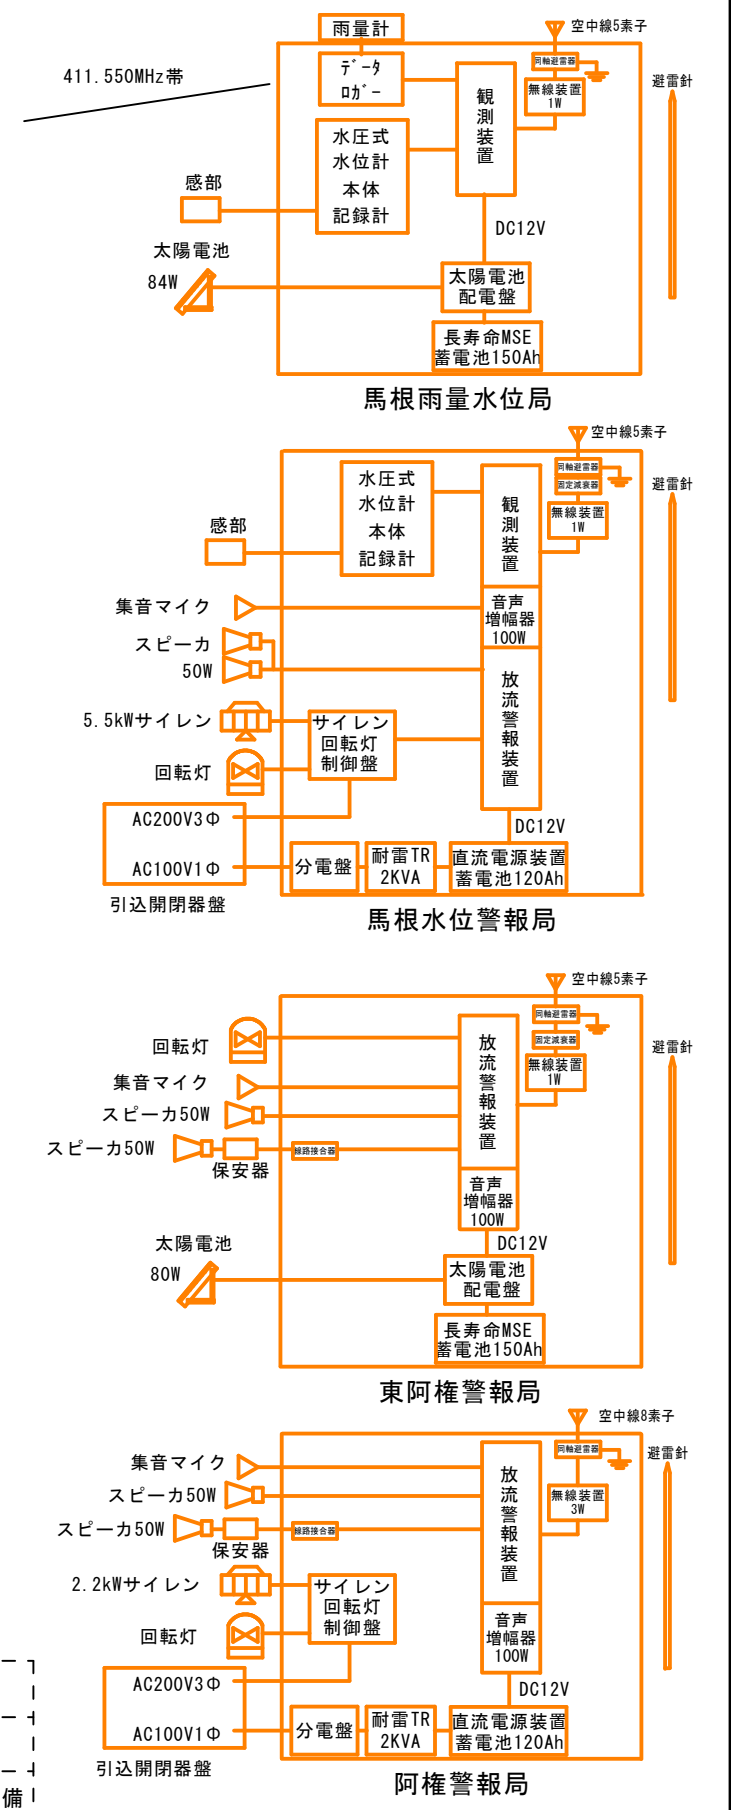 雨量計
空中線5素子
411.550MHz帯
データ
ロガー
同軸避雷器
避雷針
観測装置
無線装置
1W
水圧式
水位計
本体
記録計
感部
DC12V
太陽電池
84W
太陽電池
配電盤
長寿命MSE
蓄電池150Ah
馬根雨量水位局
空中線5素子
同軸避雷器
固定減衰器
避雷針
水圧式
水位計
本体
記録計
観測装置
無線装置
1W
感部
集音マイク
音声
増幅器
100W
スピーカ
50W
放流警報装置
5.5kWサイレン
サイレン
回転灯
制御盤
回転灯
AC200V3Φ
DC12V
AC100V1Φ
分電盤
耐雷TR
2KVA
直流電源装置
蓄電池120Ah
引込開閉器盤
馬根水位警報局
空中線5素子
同軸避雷器
固定減衰器
避雷針
回転灯
放流警報装置
無線装置
1W
集音マイク
スピーカ50W
スピーカ50W
保安器
線路接合器
音声
増幅器
100W
DC12V
太陽電池
80W
太陽電池
配電盤
長寿命MSE
蓄電池150Ah
東阿権警報局
空中線8素子
同軸避雷器
避雷針
集音マイク
放流警報装置
スピーカ50W
無線装置
3W
スピーカ50W
保安器
線路接合器
2.2kWサイレン
サイレン
回転灯
制御盤
音声
増幅器
100W
回転灯
AC200V3Φ
DC12V
AC100V1Φ
分電盤
耐雷TR
2KVA
直流電源装置
蓄電池120Ah
引込開閉器盤
阿権警報局
備